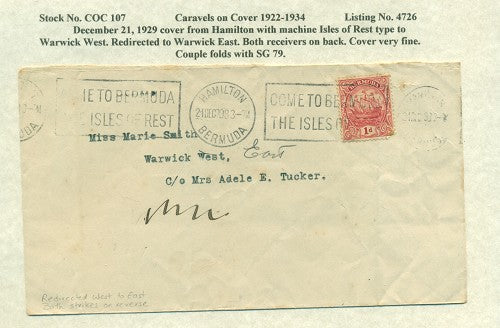 Stock No. COC 107 Caravels on Cover 1922-1934 Listing No. 4726
December 21, 1929 cover from Hamilton with machine Isles of Rest type to
Warwick West. Redirected to Warwick East. Both receivers on back. Cover very fine.
Couple folds with SG 79.
ME TO BERMUDA
ISLES OF REST
HAMILTON
BERMUDA
COME TO BERMUDA
THE ISLES
BERMUDA
1d
Miss Marie Smith
Warwick West, East
C/o Mrs Adele E. Tucker.
Redirected West to East
Both strikes on reverse